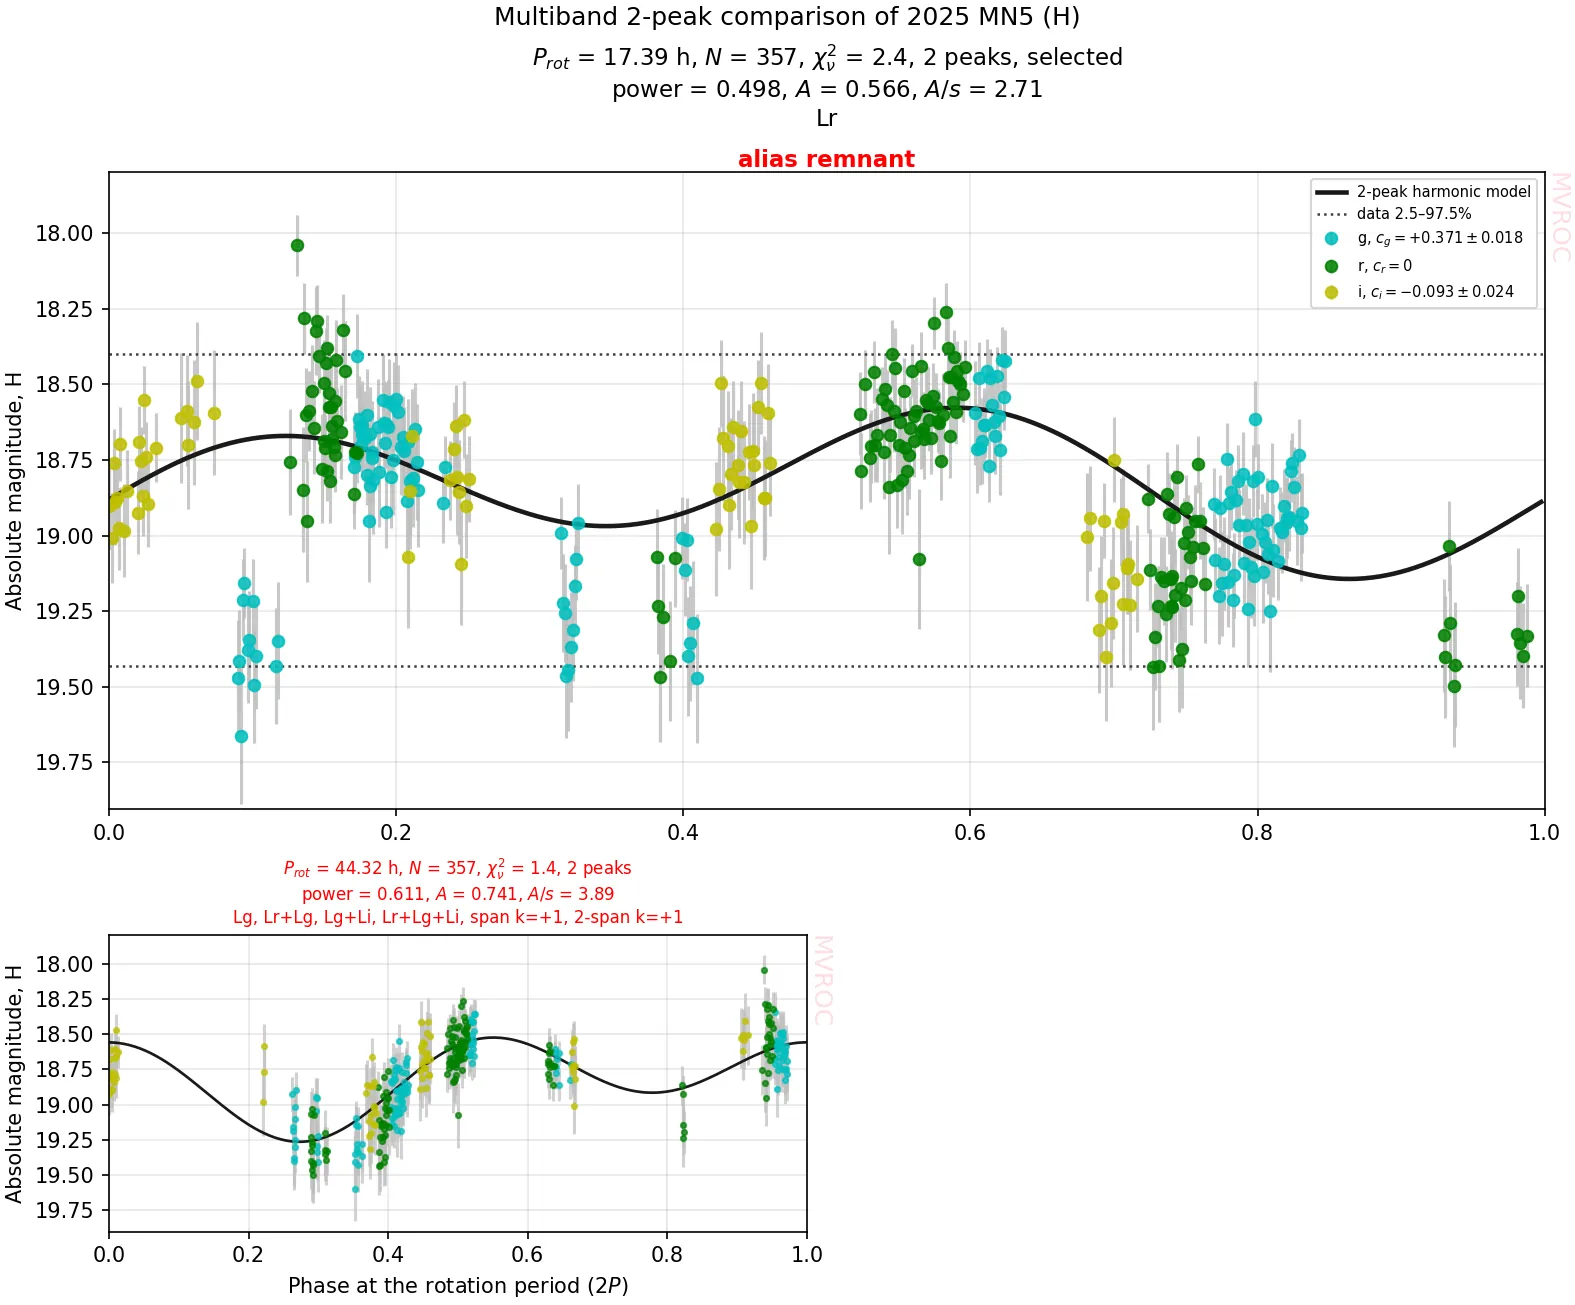 Multiband 2-peak comparison of 2025 MN5 (H)
P_rot = 17.39 h, N = 357, χ²_ν = 2.4, 2 peaks, selected
power = 0.498, A = 0.566, A/s = 2.71
Lr
alias remnant
MVROC
2-peak harmonic model
data 2.5–97.5%
g, c_g = +0.371 ± 0.018
r, c_r = 0
i, c_i = −0.093 ± 0.024
Absolute magnitude, H
18.00
18.25
18.50
18.75
19.00
19.25
19.50
19.75
0.0 0.2 0.4 0.6 0.8 1.0
P_rot = 44.32 h, N = 357, χ²_ν = 1.4, 2 peaks
power = 0.611, A = 0.741, A/s = 3.89
Lg, Lr+Lg, Lg+Li, Lr+Lg+Li, span k=+1, 2-span k=+1
MVROC
Absolute magnitude, H
18.00
18.25
18.50
18.75
19.00
19.25
19.50
19.75
0.0 0.2 0.4 0.6 0.8 1.0
Phase at the rotation period (2P)